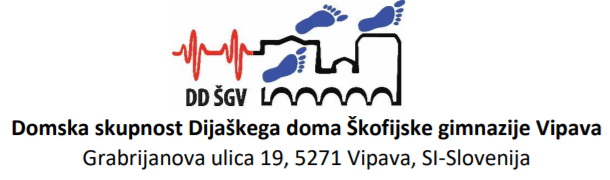 DD ŠGV
Domska skupnost Dijaškega doma Škofijske gimnazije Vipava
Grabrijanova ulica 19, 5271 Vipava, SI-Slovenija